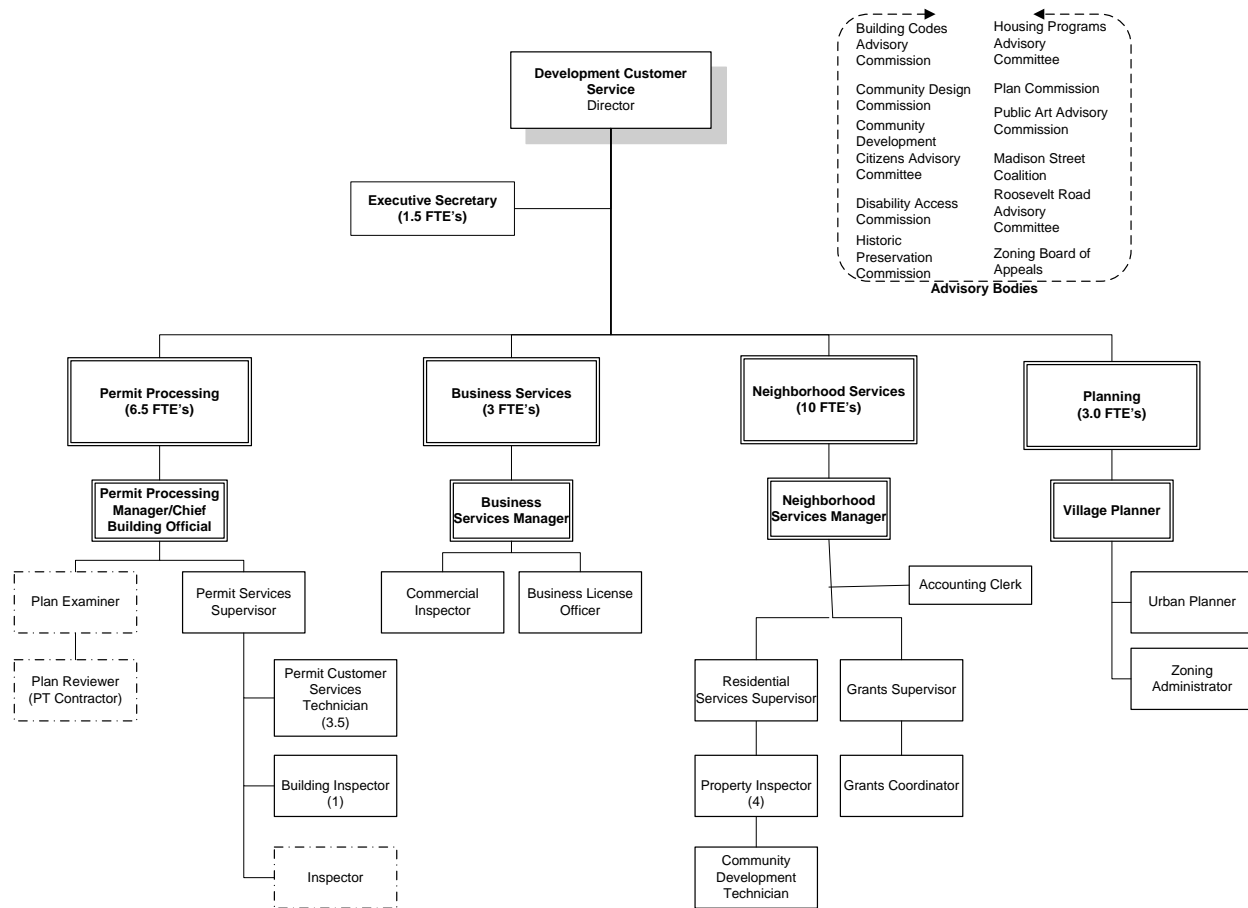 Development Customer
Service
Director
Executive Secretary
(1.5 FTE's)
Building Codes
Advisory
Commission
Community Design
Commission
Community
Development
Citizens Advisory
Committee
Disability Access
Commission
Historic
Preservation
Commission
Housing Programs
Advisory
Committee
Plan Commission
Public Art Advisory
Commission
Madison Street
Coalition
Roosevelt Road
Advisory
Committee
Zoning Board of
Appeals
Advisory Bodies
Permit Processing
(6.5 FTE's)
Permit Processing
Manager/Chief
Building Official
Plan Examiner
Plan Reviewer
(PT Contractor)
Permit Services
Supervisor
Permit Customer
Services
Technician
(3.5)
Building Inspector
(1)
Inspector
Business Services
(3 FTE's)
Business
Services Manager
Commercial
Inspector
Business License
Officer
Neighborhood Services
(10 FTE's)
Neighborhood
Services Manager
Accounting Clerk
Residential
Services Supervisor
Property Inspector
(4)
Community
Development
Technician
Grants Supervisor
Grants Coordinator
Planning
(3.0 FTE's)
Village Planner
Urban Planner
Zoning
Administrator